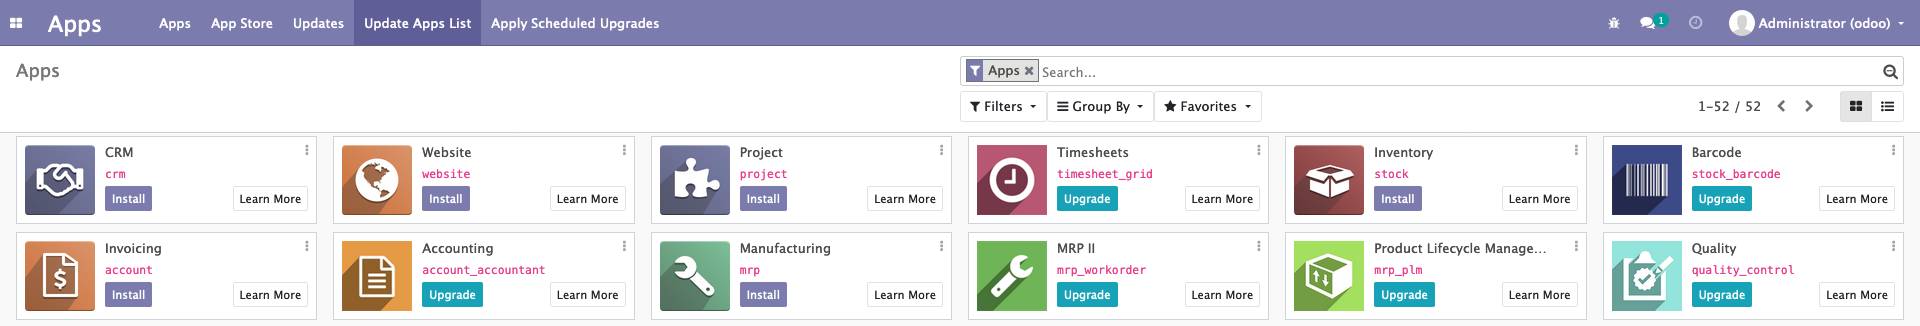 Apps Apps App Store Updates Update Apps List Apply Scheduled Upgrades 1 Administrator (odoo)
Apps Apps Search...
Filters Group By Favorites 1-52 / 52
CRM Website Project Timesheets Inventory Barcode
crm website project timesheet_grid stock stock_barcode
Install Learn More Install Learn More Install Learn More Upgrade Learn More Install Learn More Upgrade Learn More
Invoicing Accounting Manufacturing MRP II Product Lifecycle Manage... Quality
account account_accountant mrp mrp_workorder mrp_plm quality_control
Install Learn More Upgrade Learn More Install Learn More Upgrade Learn More Upgrade Learn More Upgrade Learn More